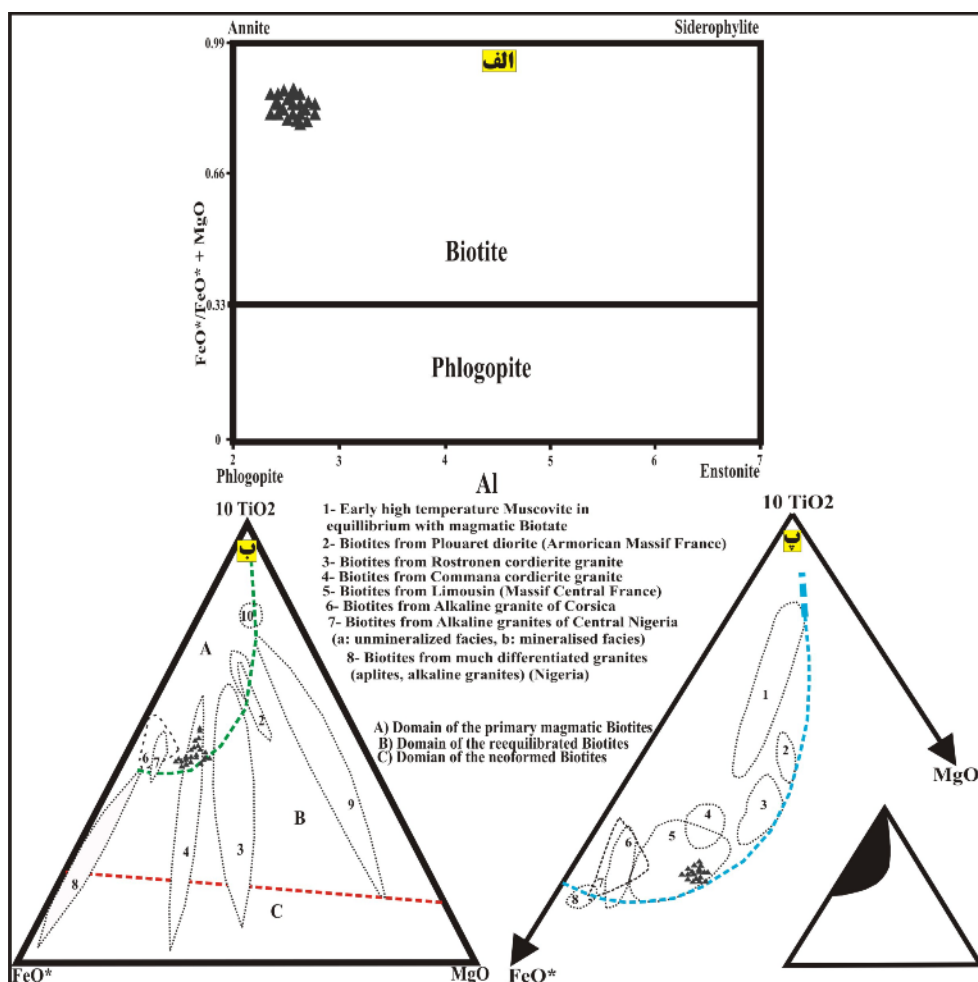 Annite
Siderophylite
0.99
الف
0.66
FeO*/FeO* + MgO
Biotite
0.33
Phlogopite
0
2
3
4
5
6
7
Phlogopite
Al
Enstonite
10 TiO2
1- Early high temperature Muscovite in
equillibrium with magmatic Biotate
2- Biotites from Plouaret diorite (Armorican Massif France)
3- Biotites from Rostronen cordierite granite
4- Biotites from Commana cordierite granite
5- Biotites from Limousin (Massif Central France)
6- Biotites from Alkaline granite of Corsica
7- Biotites from Alkaline granites of Central Nigeria
(a: unmineralized facies, b: mineralised facies)
8- Biotites from much differentiated granites
(aplites, alkaline granites) (Nigeria)
A) Domain of the primary magmatic Biotites
B) Domain of the reequilibrated Biotites
C) Domian of the neoformed Biotites
ب
10
A
2
6
7
B
9
4
3
8
C
FeO*
MgO
10 TiO2
پ
1
2
MgO
3
4
5
6
7
8
FeO*